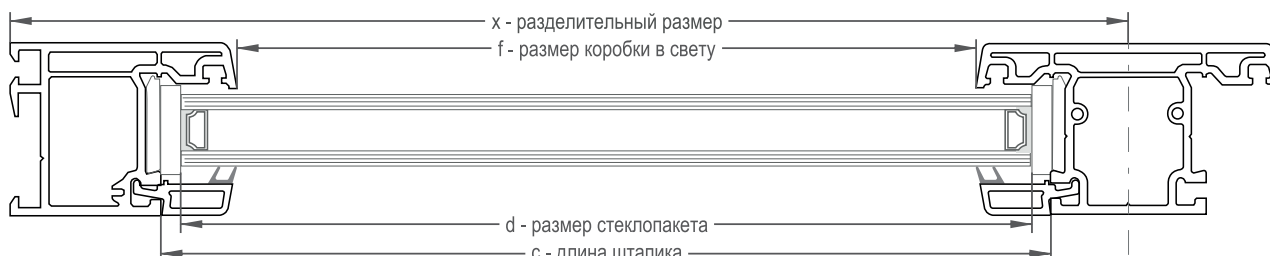 x - разделительный размер
f - размер коробки в свету
d - размер стеклопакета
c - длина штапика